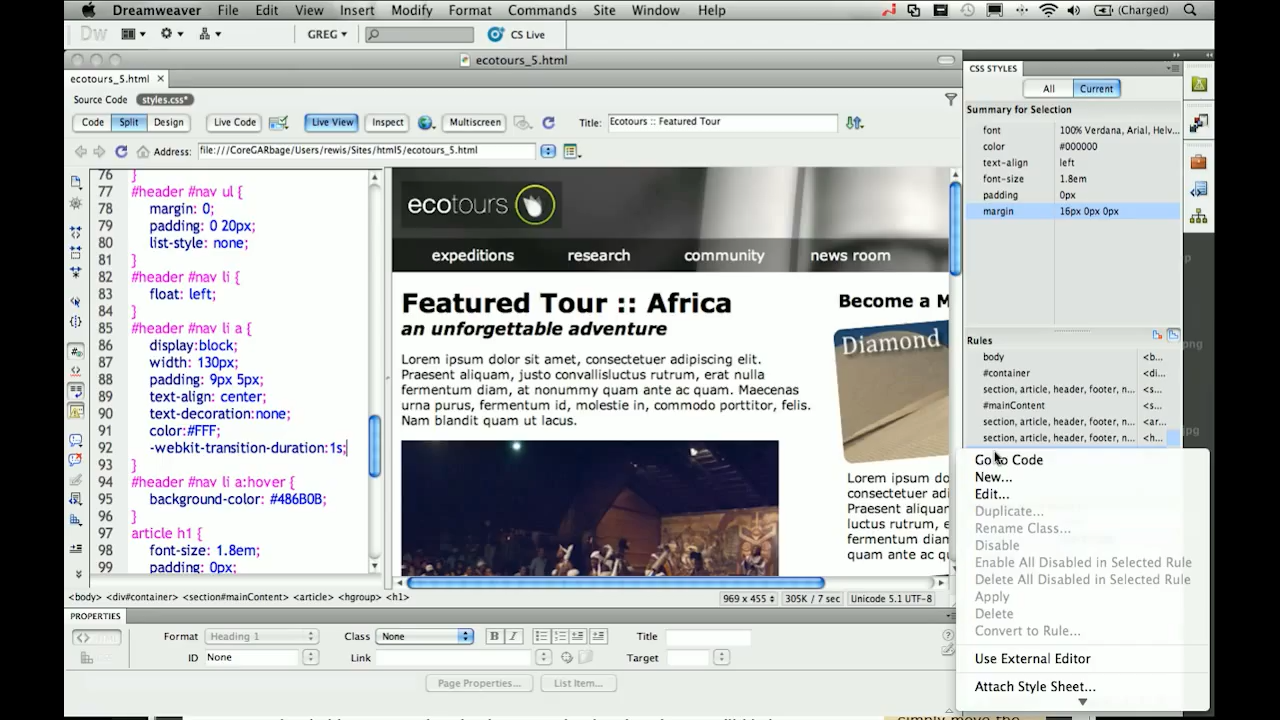 Dreamweaver File Edit View Insert Modify Format Commands Site Window Help (Charged)
Dw GREG CS Live
ecotours_5.html
ecotours_5.html ×
Source Code styles.css*
Code Split Design Live Code Live View Inspect Multiscreen Title: Ecotours :: Featured Tour
Address: file:///CoreGARbage/Users/rewis/Sites/html5/ecotours_5.html
76 }
77 #header #nav ul {
78 margin: 0;
79 padding: 0 20px;
80 list-style: none;
81 }
82 #header #nav li {
83 float: left;
84 }
85 #header #nav li a {
86 display:block;
87 width: 130px;
88 padding: 9px 5px;
89 text-align: center;
90 text-decoration:none;
91 color:#FFF;
92 -webkit-transition-duration:1s;
93 }
94 #header #nav li a:hover {
95 background-color: #486B0B;
96 }
97 article h1 {
98 font-size: 1.8em;
99 padding: 0px;
ecotours
expeditions research community news room
Featured Tour :: Africa
an unforgettable adventure
Lorem ipsum dolor sit amet, consectetuer adipiscing elit.
Praesent aliquam, justo convallisluctus rutrum, erat nulla
fermentum diam, at nonummy quam ante ac quam. Maecenas
urna purus, fermentum id, molestie in, commodo porttitor, felis.
Nam blandit quam ut lacus.
Become a M
Diamond
Lorem ipsum d
consectetuer adi
Praesent aliquan
luctus rutrum, e
fermentum diam
quam ante ac qu
<body> <div#container> <section#mainContent> <article> <hgroup> <h1> 969 x 455 305K / 7 sec Unicode 5.1 UTF-8
PROPERTIES
Format Heading 1 Class None B I Title
ID None Link Target
Page Properties... List Item...
CSS STYLES
All Current
Summary for Selection
font 100% Verdana, Arial, Helv...
color #000000
text-align left
font-size 1.8em
padding 0px
margin 16px 0px 0px
Rules
body <b...
#container <di...
section, article, header, footer, n... <s...
#mainContent <s...
section, article, header, footer, n... <ar...
section, article, header, footer, n... <h...
Go to Code
New...
Edit...
Duplicate...
Rename Class...
Disable
Enable All Disabled in Selected Rule
Delete All Disabled in Selected Rule
Apply
Delete
Convert to Rule...
Use External Editor
Attach Style Sheet...
simply move the